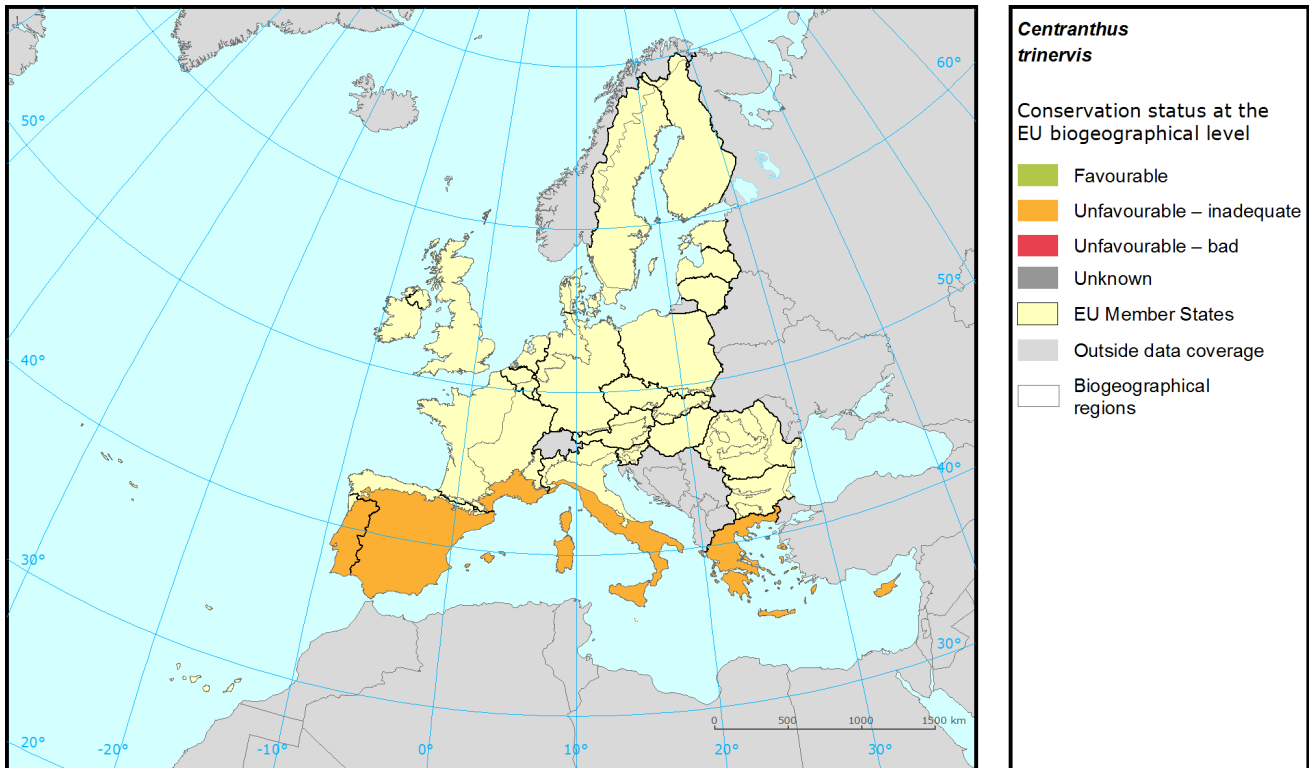 60°
50°
50°
40°
40°
30°
30°
20°
-20°
-10°
0°
10°
20°
30°
0
500
1000
1500 km
Centranthus
trinervis
Conservation status at the
EU biogeographical level
Favourable
Unfavourable – inadequate
Unfavourable – bad
Unknown
EU Member States
Outside data coverage
Biogeographical
regions